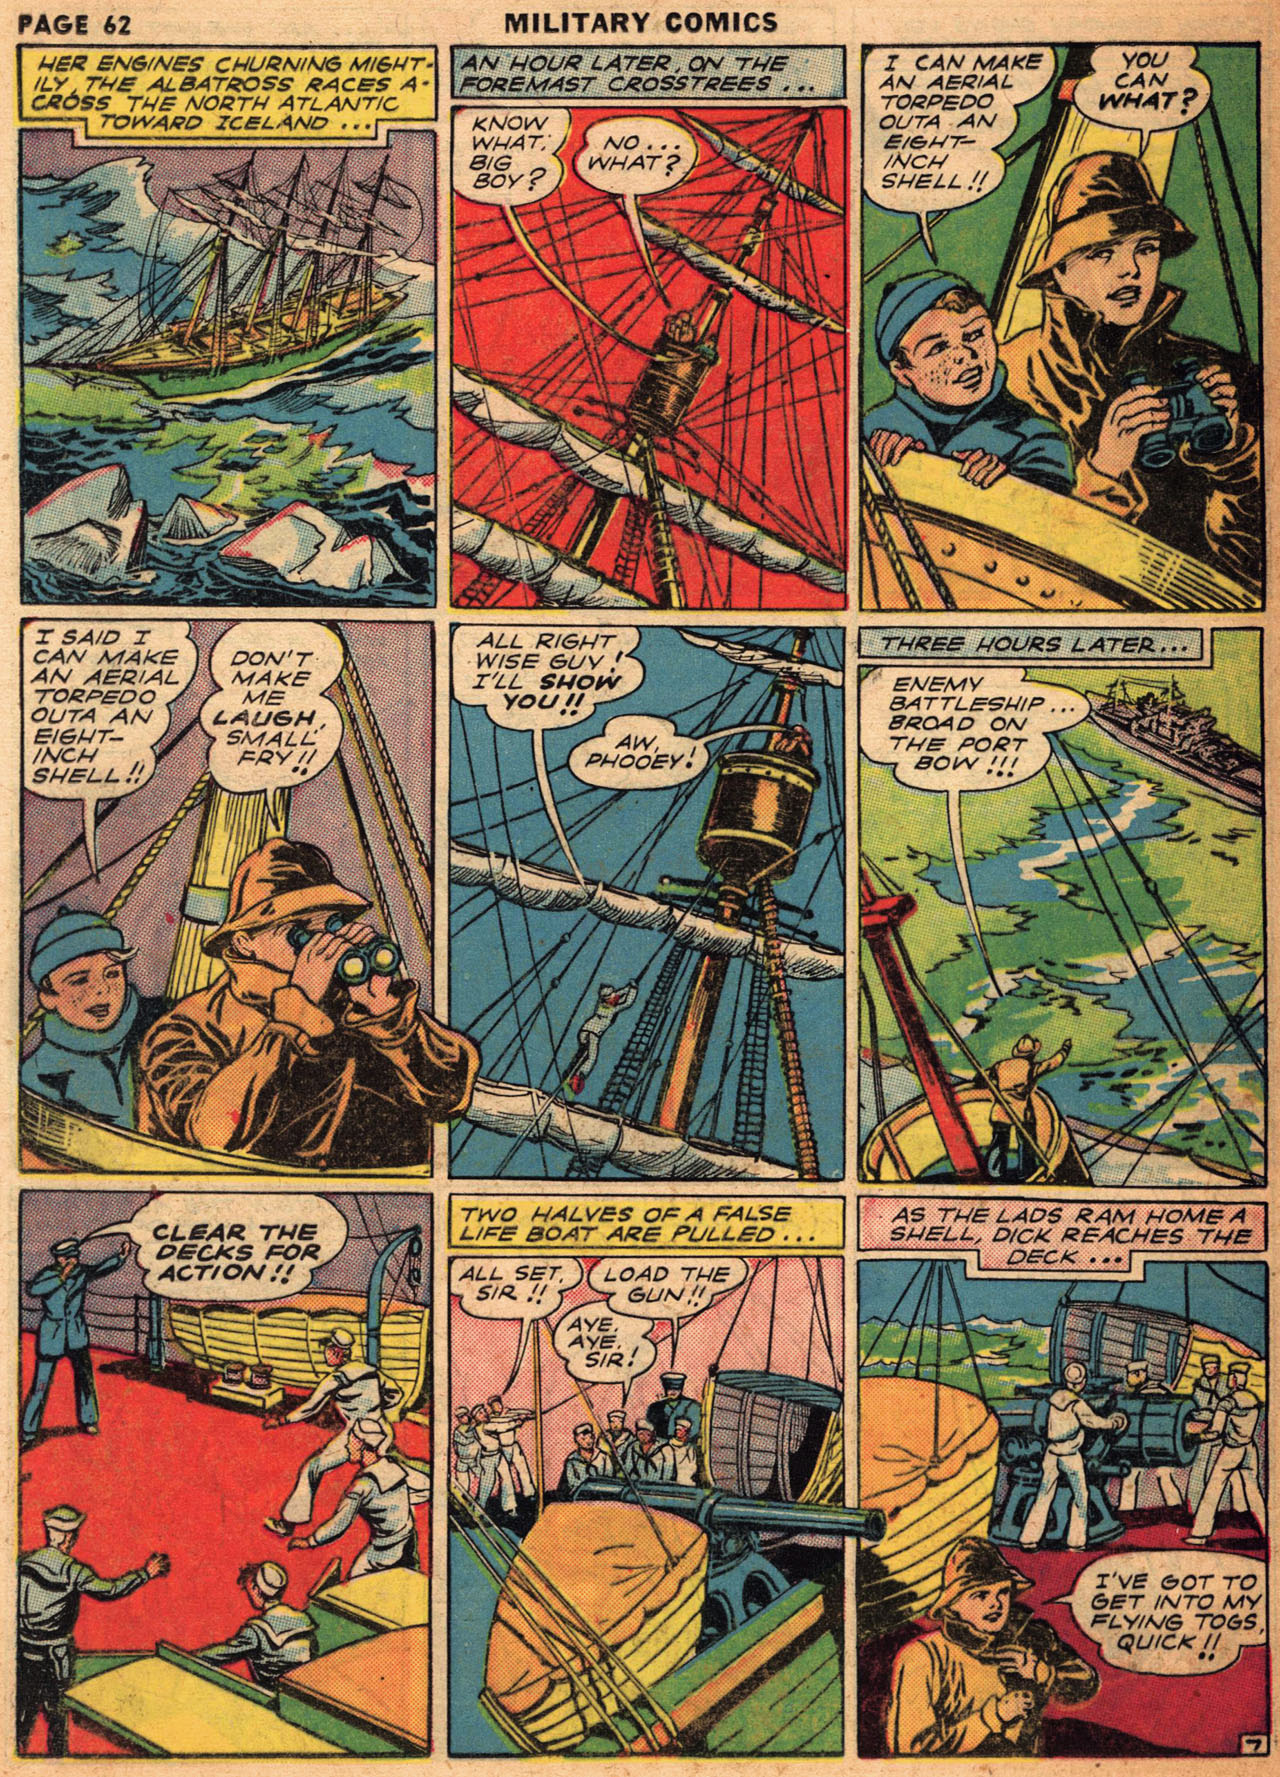 PAGE 62
MILITARY COMICS
HER ENGINES CHURNING MIGHT-
ILY, THE ALBATROSS RACES A-
CROSS THE NORTH ATLANTIC
TOWARD ICELAND ...
AN HOUR LATER, ON THE
FOREMAST CROSSTREES ...
KNOW
WHAT,
BIG
BOY?
NO...
WHAT?
I CAN MAKE
AN AERIAL
TORPEDO
OUTA AN
EIGHT-
INCH
SHELL!!
YOU
CAN
WHAT?
I SAID I
CAN MAKE
AN AERIAL
TORPEDO
OUTA AN
EIGHT-
INCH
SHELL!!
DON'T
MAKE
ME
LAUGH,
SMALL
FRY!!
ALL RIGHT
WISE GUY!
I'LL SHOW
YOU!!
AW,
PHOOEY!
THREE HOURS LATER...
ENEMY
BATTLESHIP...
BROAD ON
THE PORT
BOW!!!
CLEAR THE
DECKS FOR
ACTION!!
TWO HALVES OF A FALSE
LIFE BOAT ARE PULLED...
ALL SET,
SIR!!
AYE,
AYE,
SIR!
LOAD THE
GUN!!
AS THE LADS RAM HOME A
SHELL, DICK REACHES THE
DECK...
I'VE GOT TO
GET INTO MY
FLYING TOGS,
QUICK!!
7